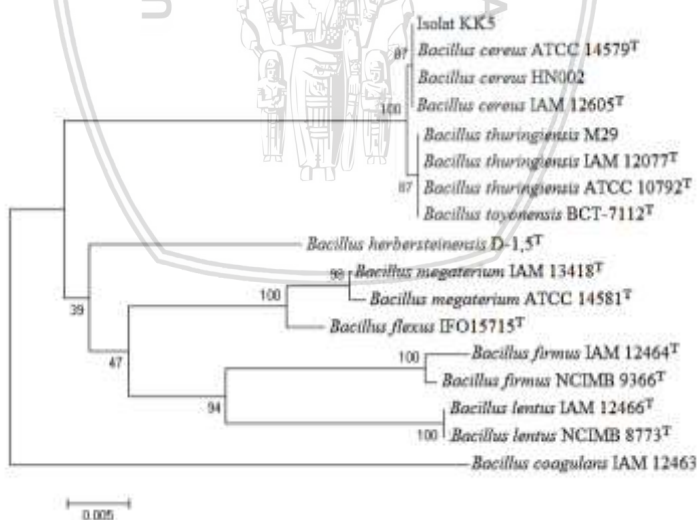 Isolat KK5
87
Bacillus cereus ATCC 14579T
Bacillus cereus HN002
100
Bacillus cereus IAM 12605T
Bacillus thuringiensis M29
Bacillus thuringiensis IAM 12077T
87
Bacillus thuringiensis ATCC 10792T
Bacillus toyonensis BCT-7112T
Bacillus herbersteinensis D-1,5T
98
Bacillus megaterium IAM 13418T
100
Bacillus megaterium ATCC 14581T
39
Bacillus flexus IFO15715T
47
100
Bacillus firmus IAM 12464T
Bacillus firmus NCIMB 9366T
94
Bacillus lentus IAM 12466T
100
Bacillus lentus NCIMB 8773T
Bacillus coagulans IAM 12463
0.005